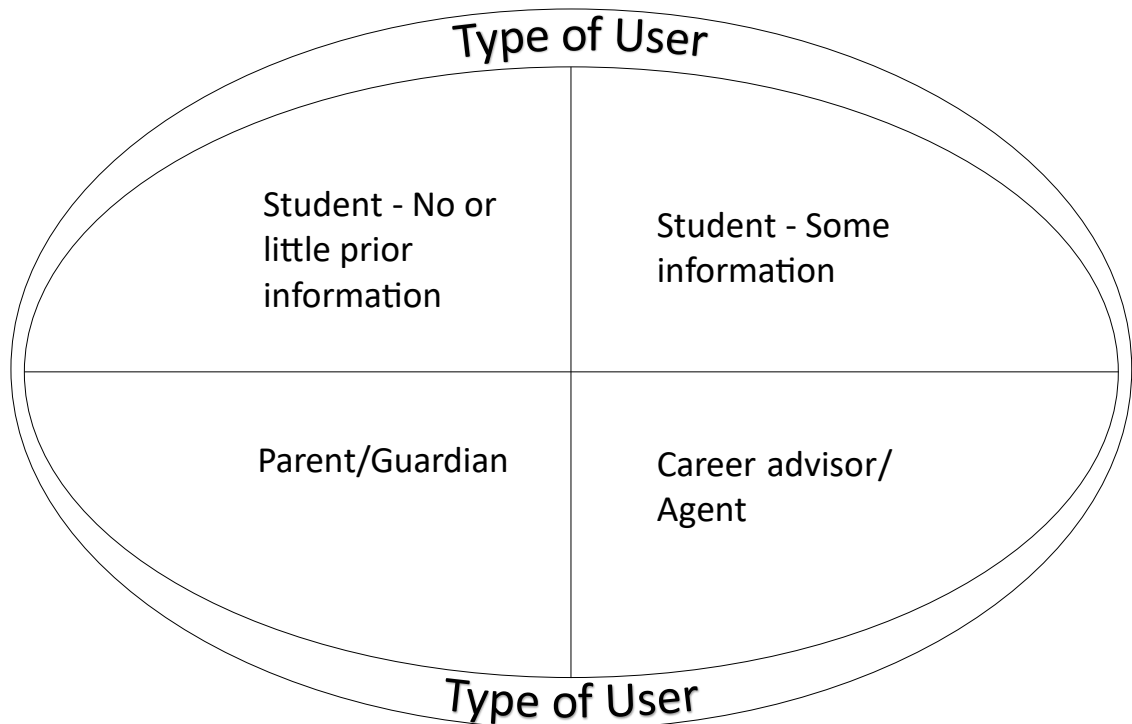 Type of User
Student - No or
little prior
information
Student - Some
information
Parent/Guardian
Career advisor/
Agent
Type of User